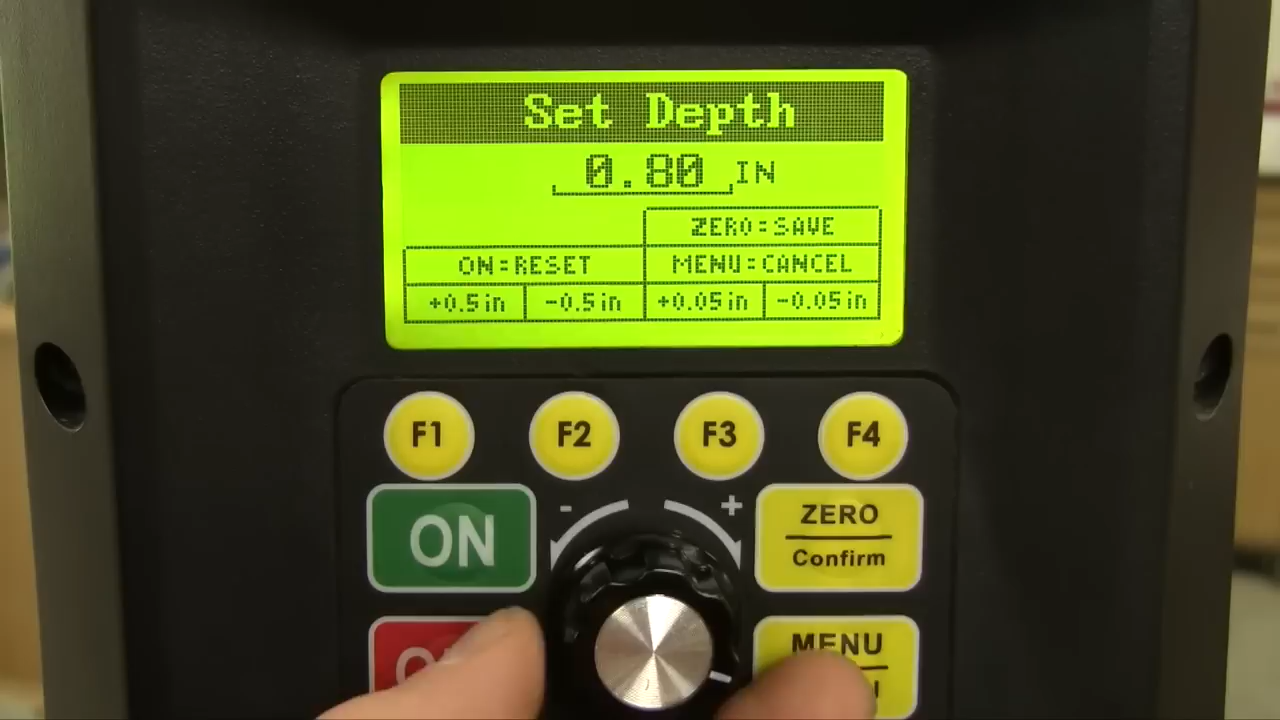 Set Depth
0.80 IN
ZERO=SAVE
ON=RESET MENU=CANCEL
+0.5in -0.5in +0.05in -0.05in
F1 F2 F3 F4
- +
ON ZERO
Confirm
MENU